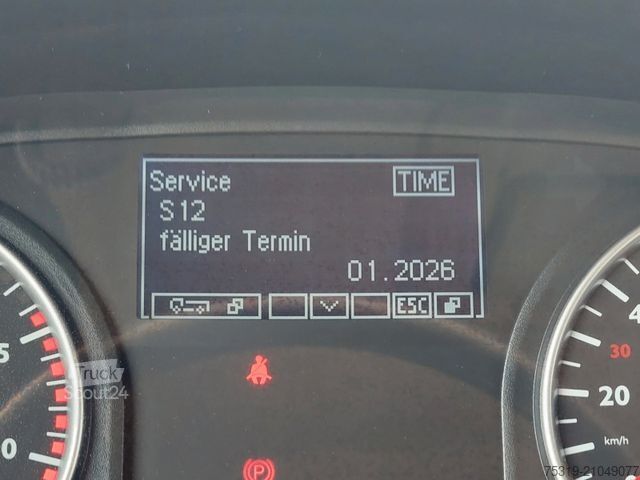 Service TIME
S12
fälliger Termin
01.2026
ESC
5
0
Truck
Scout24
P
4
30
20
km/h
75319-21049077